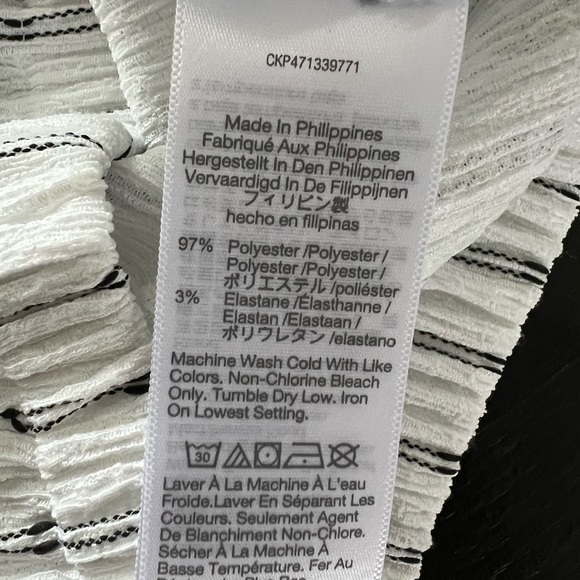 CKP471339771
Made In Philippines
Fabriqué Aux Philippines
Hergestellt In Den Philippinen
Vervaardigd In De Filippijnen
フィリピン製
hecho en filipinas
97% Polyester /Polyester /
Polyester /Polyester /
ポリエステル /poliéster
3% Elastane /Élasthanne /
Elastan /Elastaan /
ポリウレタン /elastano
Machine Wash Cold With Like
Colors. Non-Chlorine Bleach
Only. Tumble Dry Low. Iron
On Lowest Setting.
30
Laver À La Machine À L'eau
Froide.Laver En Séparant Les
Couleurs. Seulement Agent
De Blanchiment Non-Chlore.
Sécher À La Machine À
Basse Température. Fer Au